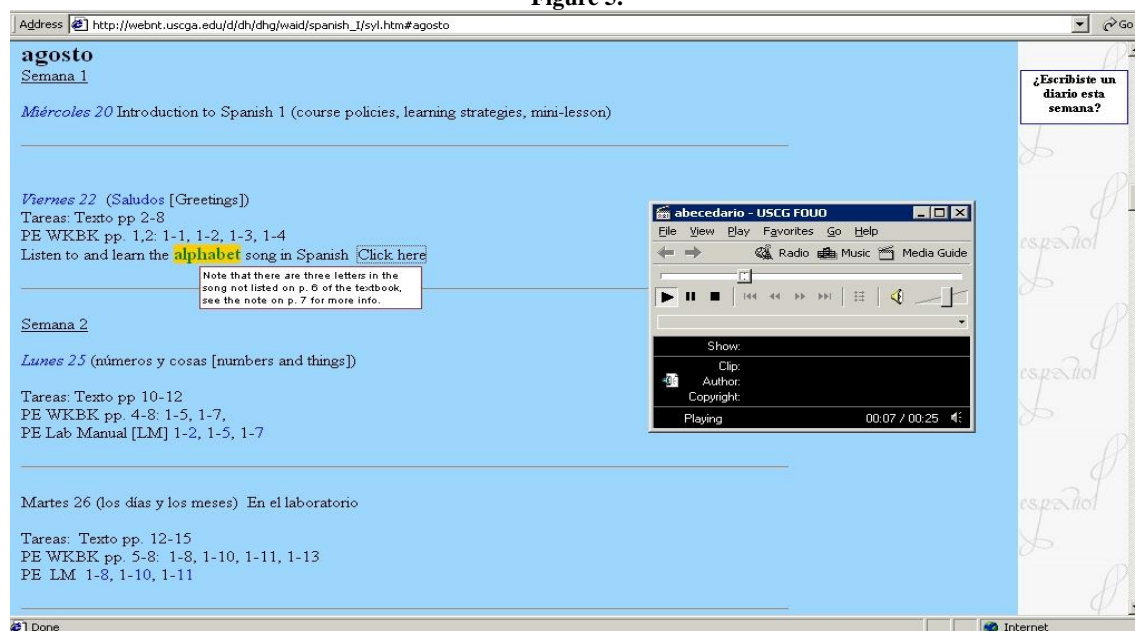 Figure 5.
Address http://webnt.uscga.edu/d/dh/dhg/waid/spanish_I/syl.htm#agosto Go
agosto
Semana 1
¿Escribiste un
diario esta
semana?
Miércoles 20 Introduction to Spanish 1 (course policies, learning strategies, mini-lesson)
Viernes 22 (Saludos [Greetings])
Tareas: Texto pp 2-8
PE WKBK pp. 1,2: 1-1, 1-2, 1-3, 1-4
Listen to and learn the alphabet song in Spanish Click here
Note that there are three letters in the
song not listed on p. 6 of the textbook,
see the note on p. 7 for more info.
Semana 2
Lunes 25 (números y cosas [numbers and things])
Tareas: Texto pp 10-12
PE WKBK pp. 4-8: 1-5, 1-7,
PE Lab Manual [LM] 1-2, 1-5, 1-7
Martes 26 (los días y los meses) En el laboratorio
Tareas: Texto pp. 12-15
PE WKBK pp. 5-8: 1-8, 1-10, 1-11, 1-13
PE LM 1-8, 1-10, 1-11
abecedario - USCG FOUO
File View Play Favorites Go Help
Radio Music Media Guide
Show:
Clip:
Author:
Copyright:
Playing 00:07 / 00:25
español
español
español
Done Internet